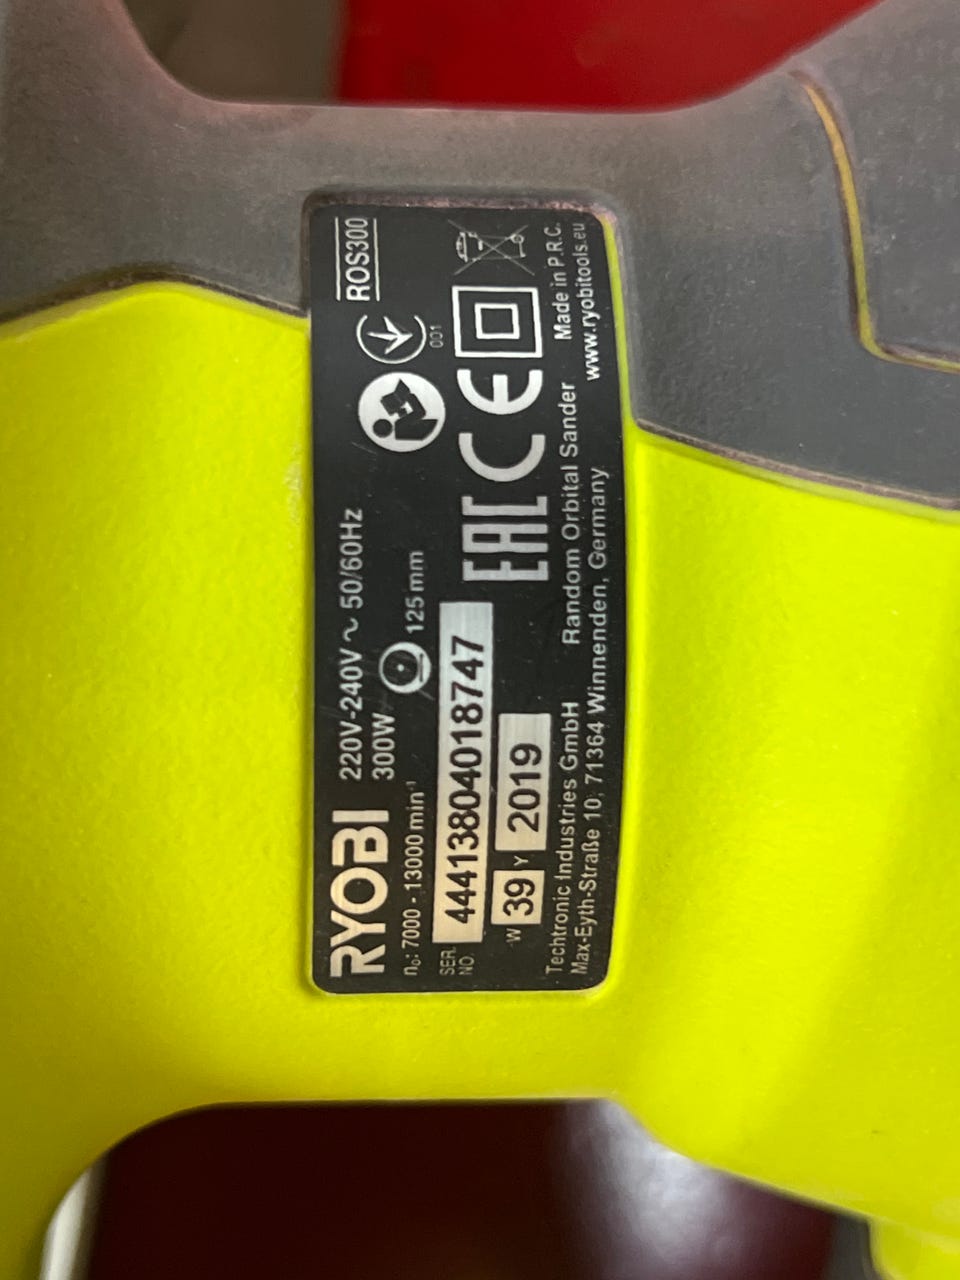 RYOBI 220V-240V ~ 50/60Hz ROS300
300W
n₀: 7000 - 13000 min⁻¹ 125 mm 001
SER. NO. 44413804018747 EAC CE
W 39 Y 2019
Techtronic Industries GmbH Random Orbital Sander Made in P.R.C.
Max-Eyth-Straße 10, 71364 Winnenden, Germany www.ryobitools.eu